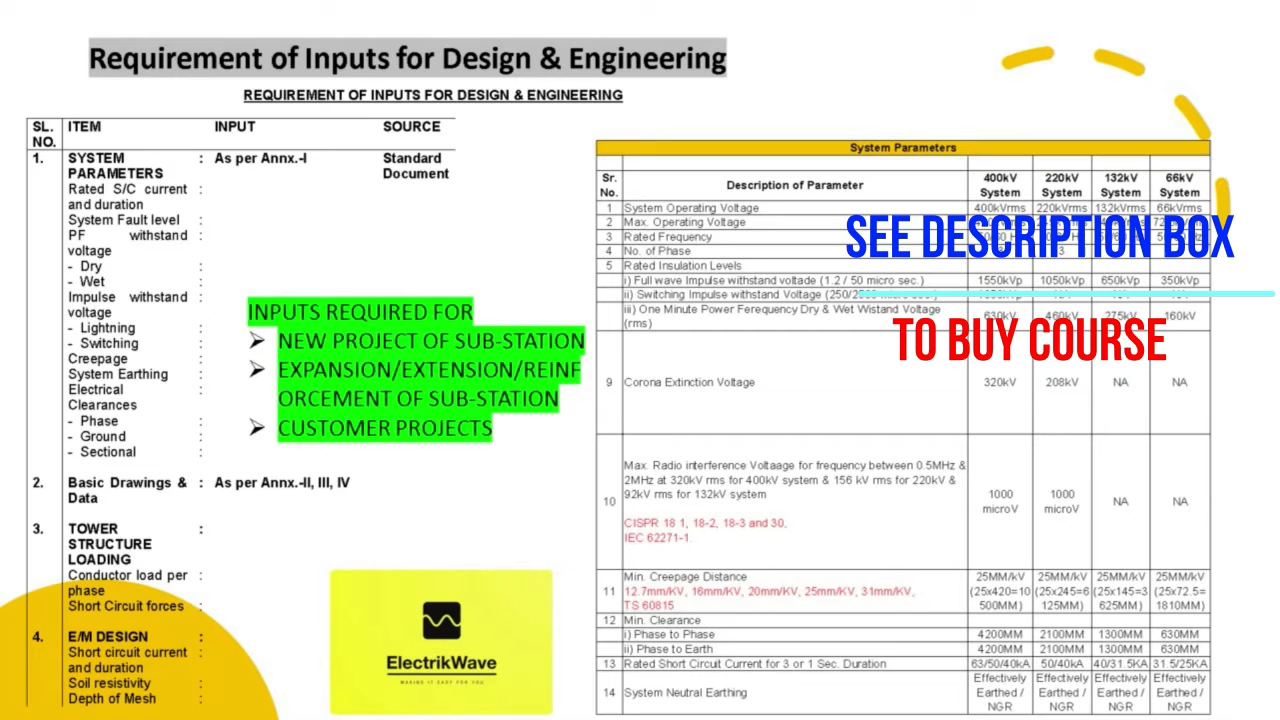 Requirement of Inputs for Design & Engineering
REQUIREMENT OF INPUTS FOR DESIGN & ENGINEERING
SL. NO. ITEM INPUT SOURCE
1. SYSTEM PARAMETERS : As per Annx.-I Standard Document
Rated S/C current and duration :
System Fault level :
PF withstand voltage :
- Dry :
- Wet :
Impulse withstand voltage :
- Lightning :
- Switching :
Creepage :
System Earthing :
Electrical Clearances :
- Phase :
- Ground :
- Sectional :
2. Basic Drawings & Data : As per Annx.-II, III, IV
3. TOWER STRUCTURE LOADING :
Conductor load per phase :
Short Circuit forces :
4. E/M DESIGN :
Short circuit current and duration :
Soil resistivity :
Depth of Mesh :
INPUTS REQUIRED FOR
➢ NEW PROJECT OF SUB-STATION
➢ EXPANSION/EXTENSION/REINF
ORCEMENT OF SUB-STATION
➢ CUSTOMER PROJECTS
ElectrikWave
MAKING IT EASY FOR YOU
System Parameters
Sr. No. Description of Parameter 400kV System 220kV System 132kV System 66kV System
1 System Operating Voltage 400kVrms 220kVrms 132kVrms 66kVrms
2 Max. Operating Voltage
3 Rated Frequency
4 No. of Phase 3
5 Rated Insulation Levels
i) Full wave Impulse withstand voltade (1.2 / 50 micro sec.) 1550kVp 1050kVp 650kVp 350kVp
ii) Switching Impulse withstand Voltage
iii) One Minute Power Ferequency Dry & Wet Wistand Voltage (rms) 630kV 460kV 275kV 160kV
9 Corona Extinction Voltage 320kV 208kV NA NA
10 Max. Radio interference Voltaage for frequency between 0.5MHz &
2MHz at 320kV rms for 400kV system & 156 kV rms for 220kV &
92kV rms for 132kV system
1000 microV 1000 microV NA NA
CISPR 18 1, 18-2, 18-3 and 30,
IEC 62271-1.
11 Min. Creepage Distance
12.7mm/KV, 16mm/KV, 20mm/KV, 25mm/KV, 31mm/KV,
TS 60815
25MM/kV (25x420=10500MM) 25MM/kV (25x245=6125MM) 25MM/kV (25x145=3625MM) 25MM/kV (25x72.5=1810MM)
12 Min. Clearance
i) Phase to Phase 4200MM 2100MM 1300MM 630MM
ii) Phase to Earth 4200MM 2100MM 1300MM 630MM
13 Rated Short Circuit Current for 3 or 1 Sec. Duration 63/50/40kA 50/40kA 40/31.5KA 31.5/25KA
14 System Neutral Earthing Effectively Earthed / NGR Effectively Earthed / NGR Effectively Earthed / NGR Effectively Earthed / NGR
SEE DESCRIPTION BOX
TO BUY COURSE